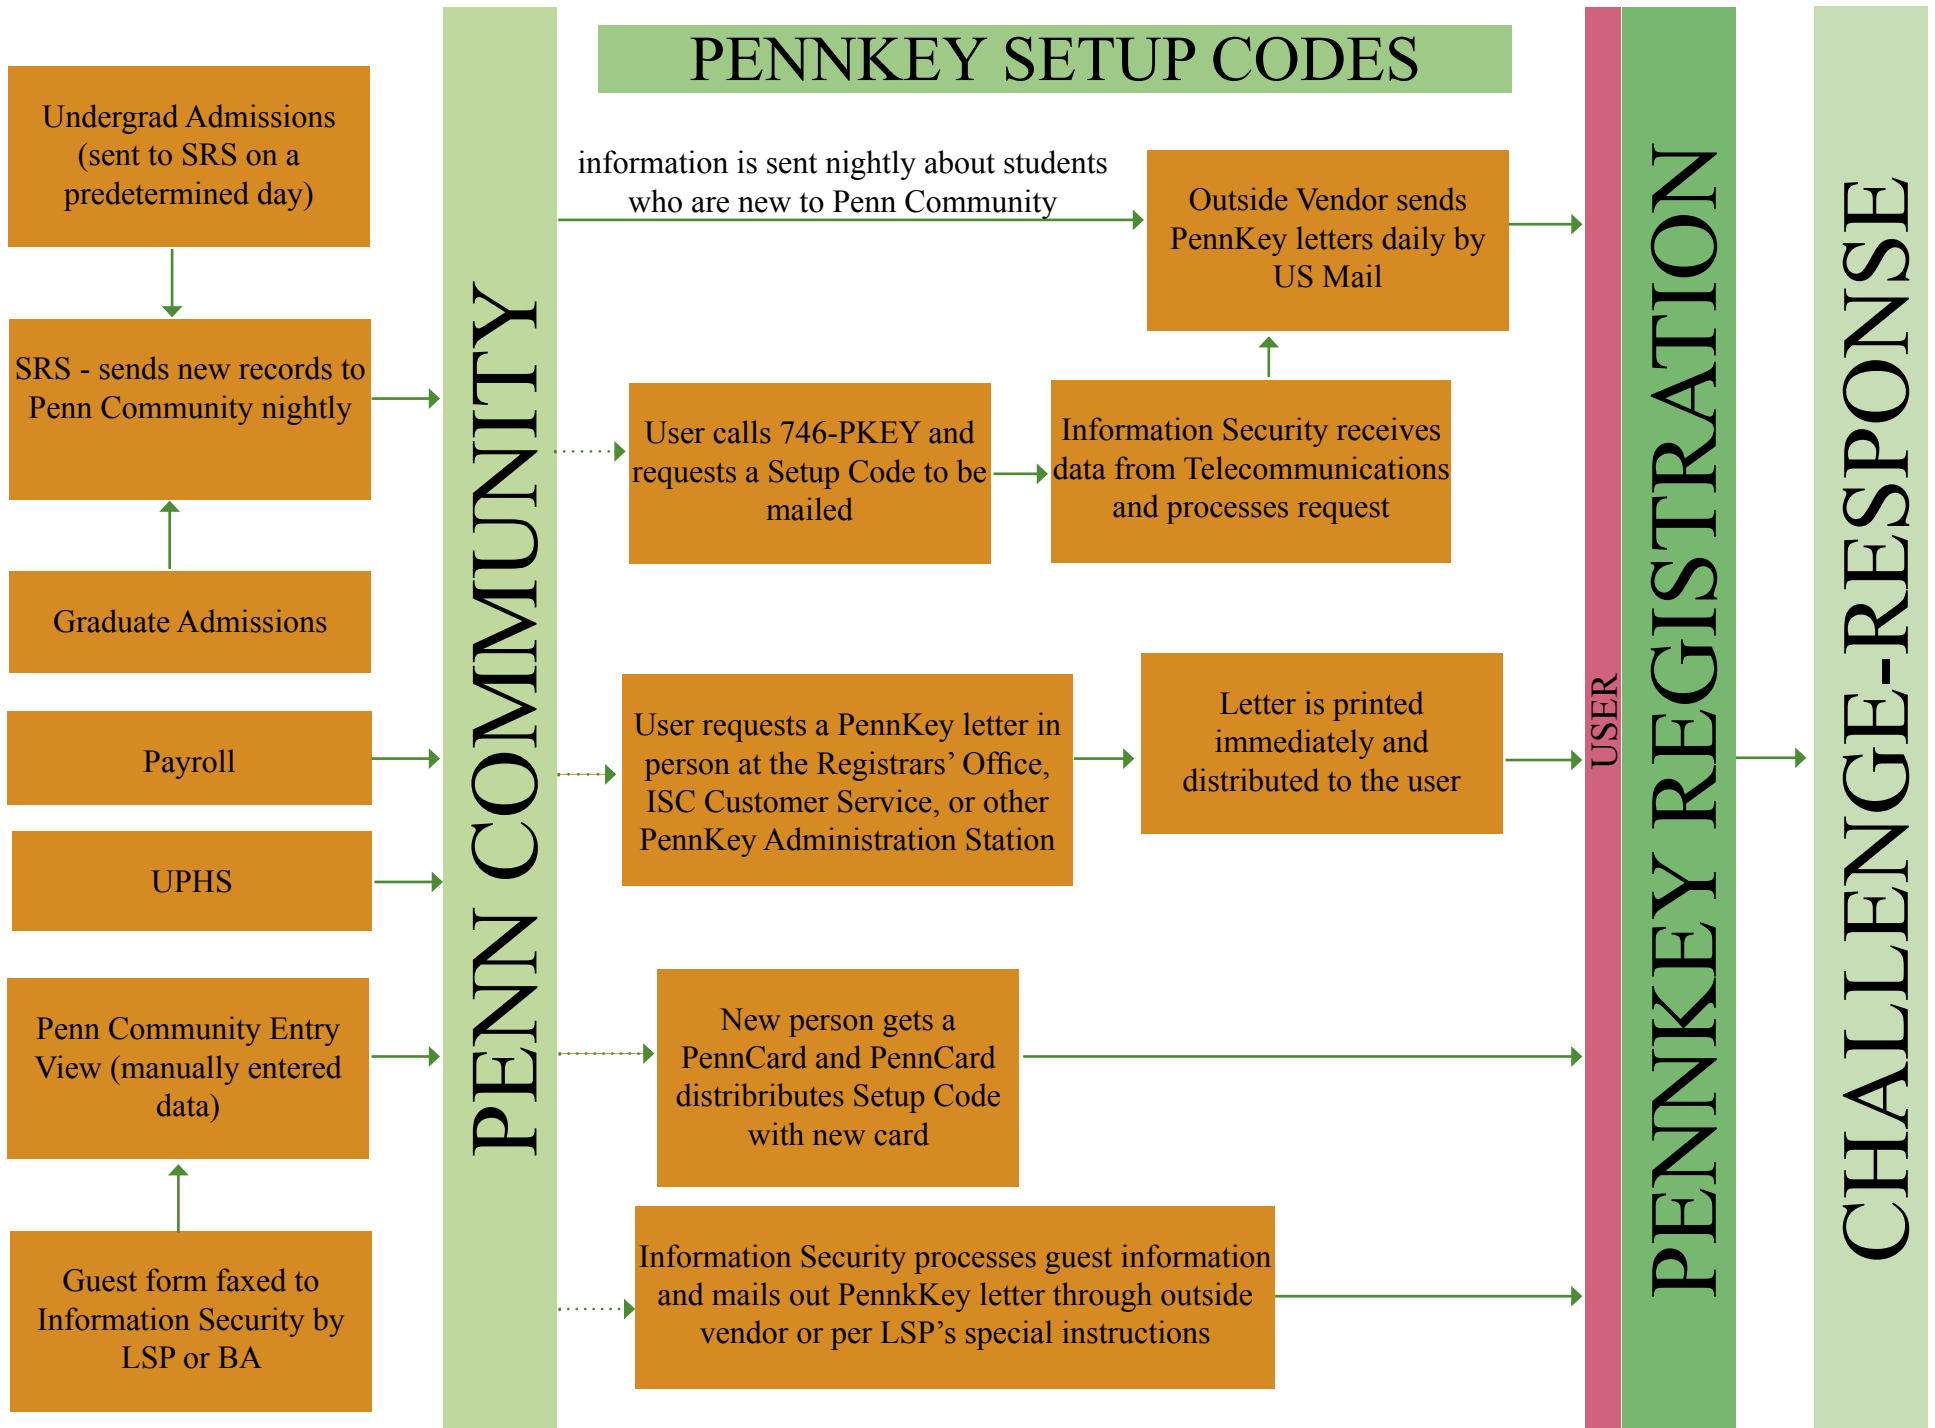 PENNKEY SETUP CODES
Undergrad Admissions
(sent to SRS on a
predetermined day)
SRS - sends new records to
Penn Community nightly
Graduate Admissions
Payroll
UPHS
Penn Community Entry
View (manually entered
data)
Guest form faxed to
Information Security by
LSP or BA
PENN COMMUNITY
information is sent nightly about students
who are new to Penn Community
Outside Vendor sends
PennKey letters daily by
US Mail
User calls 746-PKEY and
requests a Setup Code to be
mailed
Information Security receives
data from Telecommunications
and processes request
User requests a PennKey letter in
person at the Registrars’ Office,
ISC Customer Service, or other
PennKey Administration Station
Letter is printed
immediately and
distributed to the user
New person gets a
PennCard and PennCard
distribributes Setup Code
with new card
Information Security processes guest information
and mails out PennkKey letter through outside
vendor or per LSP’s special instructions
USER
PENNKEY REGISTRATION
CHALLENGE-RESPONSE